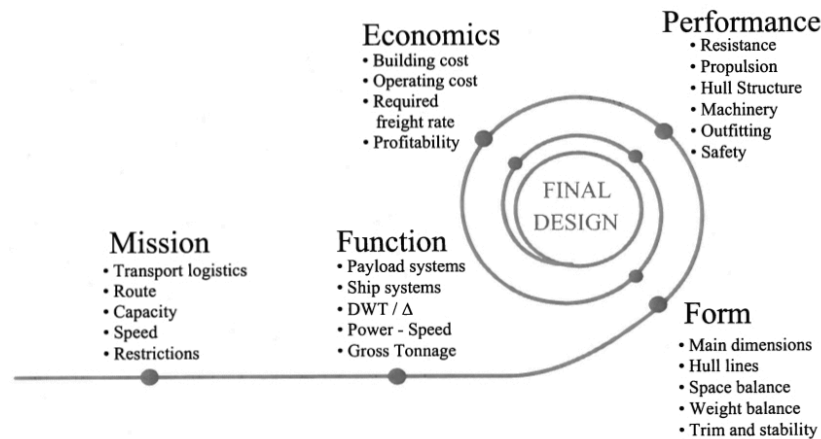 Economics
• Building cost
• Operating cost
• Required
freight rate
• Profitability
Performance
• Resistance
• Propulsion
• Hull Structure
• Machinery
• Outfitting
• Safety
FINAL
DESIGN
Mission
• Transport logistics
• Route
• Capacity
• Speed
• Restrictions
Function
• Payload systems
• Ship systems
• DWT / Δ
• Power - Speed
• Gross Tonnage
Form
• Main dimensions
• Hull lines
• Space balance
• Weight balance
• Trim and stability